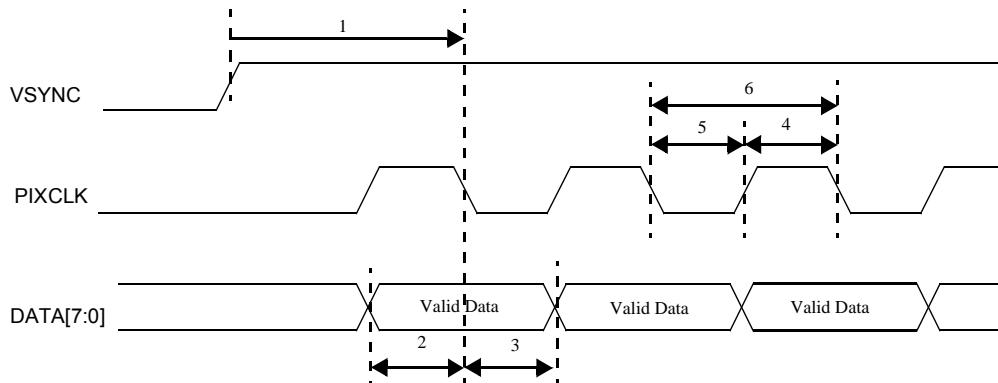 1
VSYNC
6
5 4
PIXCLK
Valid Data Valid Data Valid Data
DATA[7:0]
2 3